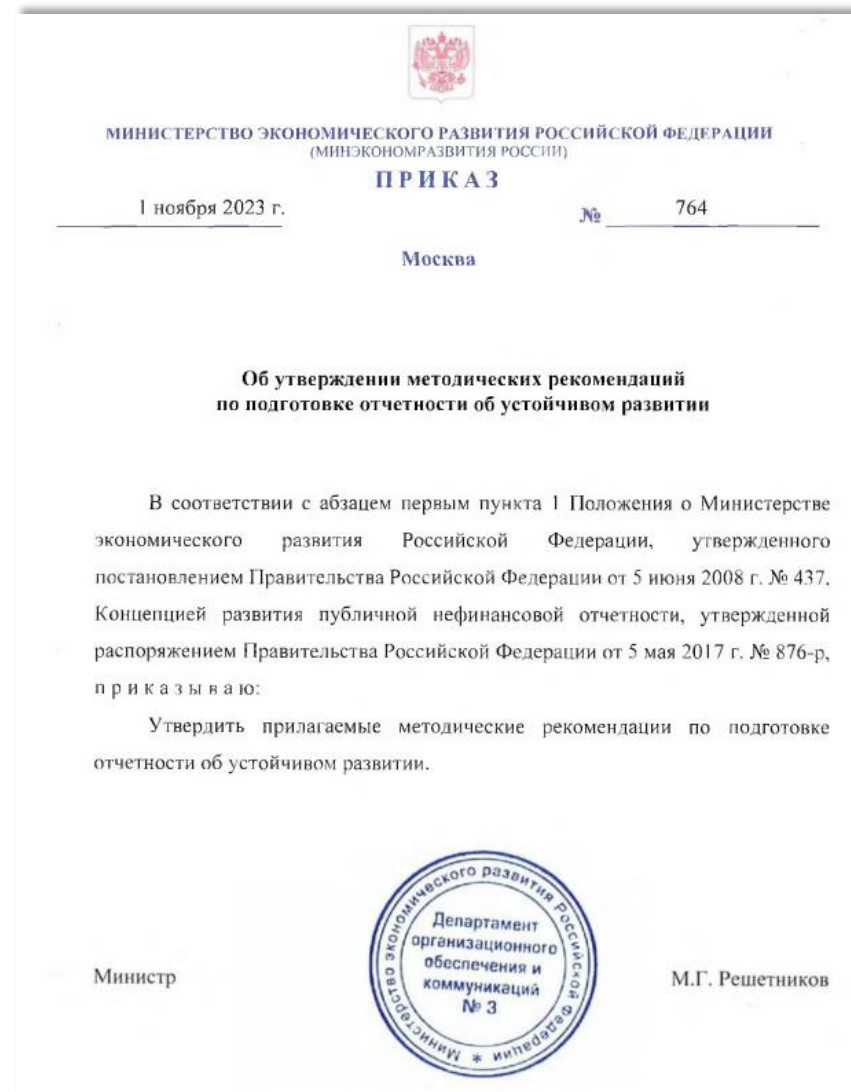 МИНИСТЕРСТВО ЭКОНОМИЧЕСКОГО РАЗВИТИЯ РОССИЙСКОЙ ФЕДЕРАЦИИ
(МИНЭКОНОМРАЗВИТИЯ РОССИИ)
ПРИКАЗ
1 ноября 2023 г. № 764
Москва
Об утверждении методических рекомендаций
по подготовке отчетности об устойчивом развитии
В соответствии с абзацем первым пункта 1 Положения о Министерстве
экономического развития Российской Федерации, утвержденного
постановлением Правительства Российской Федерации от 5 июня 2008 г. № 437,
Концепцией развития публичной нефинансовой отчетности, утвержденной
распоряжением Правительства Российской Федерации от 5 мая 2017 г. № 876-р,
п р и к а з ы в а ю:
Утвердить прилагаемые методические рекомендации по подготовке
отчетности об устойчивом развитии.
Министерство экономического развития Российской Федерации *
Департамент
организационного
обеспечения и
коммуникаций
№ 3
Министр М.Г. Решетников